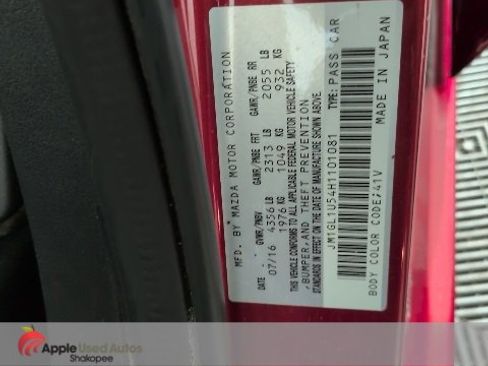 MFD. BY MAZDA MOTOR CORPORATION
DATE GVWR/PNBV GAWR/PNBE FRT GAWR/PNBE RR
07/16 4356 LB 2313 LB 2055 LB
1976 KG 1049 KG 932 KG
THIS VEHICLE CONFORMS TO ALL APPLICABLE FEDERAL MOTOR VEHICLE SAFETY
, BUMPER, AND THEFT PREVENTION
STANDARDS IN EFFECT ON THE DATE OF MANUFACTURE SHOWN ABOVE.
JM1GL1U54H1101081 TYPE: PASS CAR
BODY COLOR CODE: 41V MADE IN JAPAN
Apple Used Autos
Shakopee